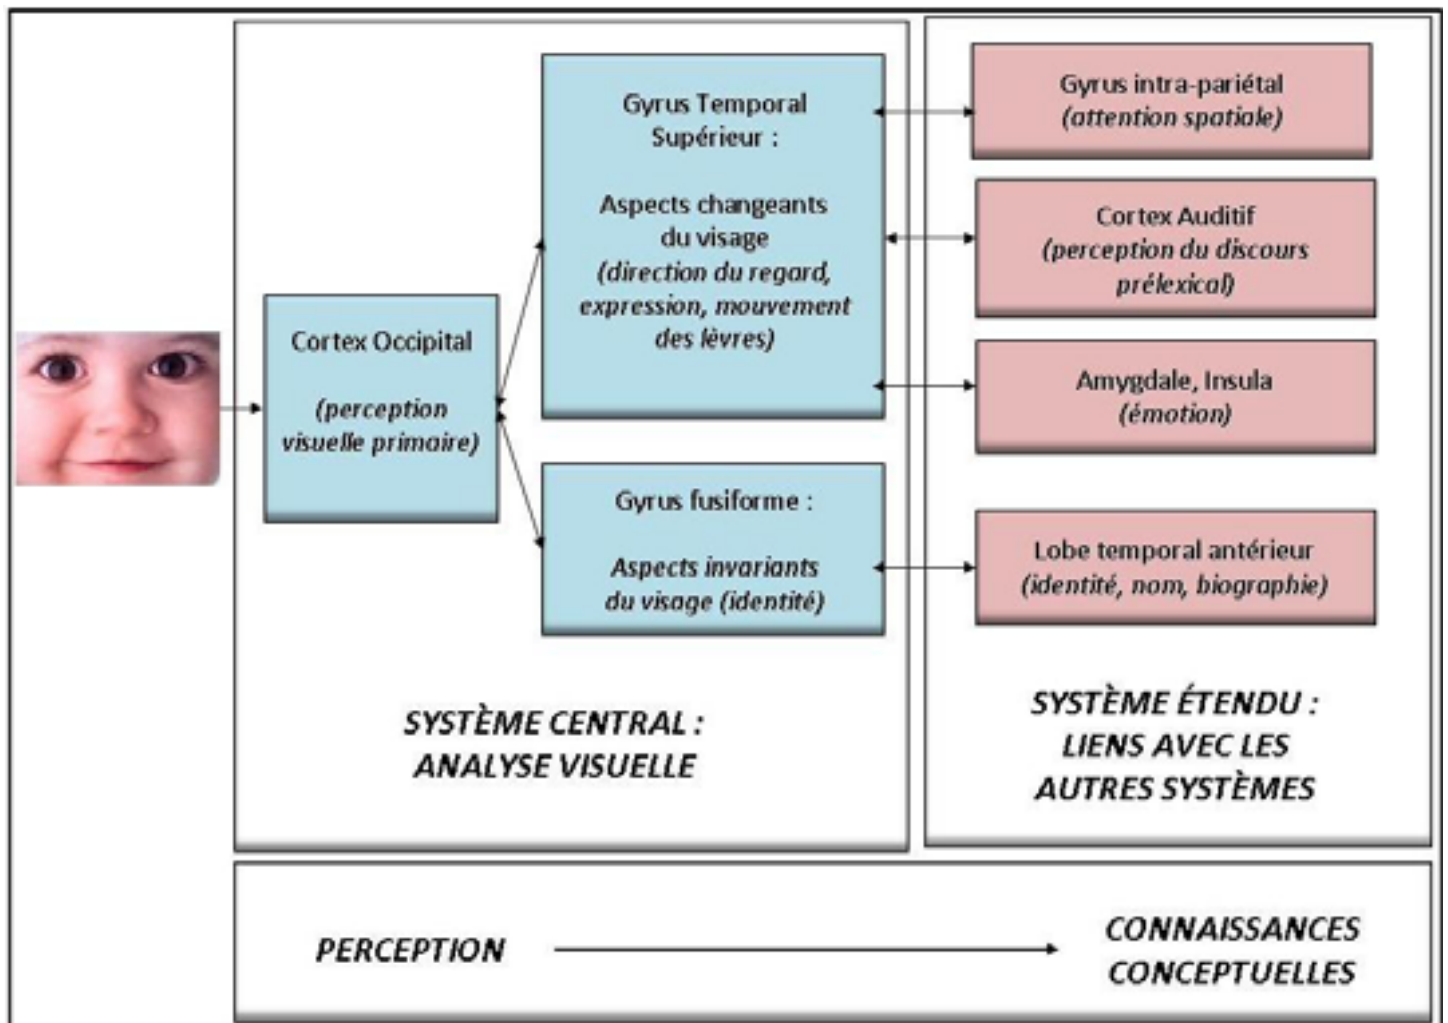 Cortex Occipital
(perception
visuelle primaire)
Gyrus Temporal
Supérieur :
Aspects changeants
du visage
(direction du regard,
expression, mouvement
des lèvres)
Gyrus fusiforme :
Aspects invariants
du visage (identité)
SYSTÈME CENTRAL :
ANALYSE VISUELLE
Gyrus intra-pariétal
(attention spatiale)
Cortex Auditif
(perception du discours
prélexical)
Amygdale, Insula
(émotion)
Lobe temporal antérieur
(identité, nom, biographie)
SYSTÈME ÉTENDU :
LIENS AVEC LES
AUTRES SYSTÈMES
PERCEPTION
CONNAISSANCES
CONCEPTUELLES